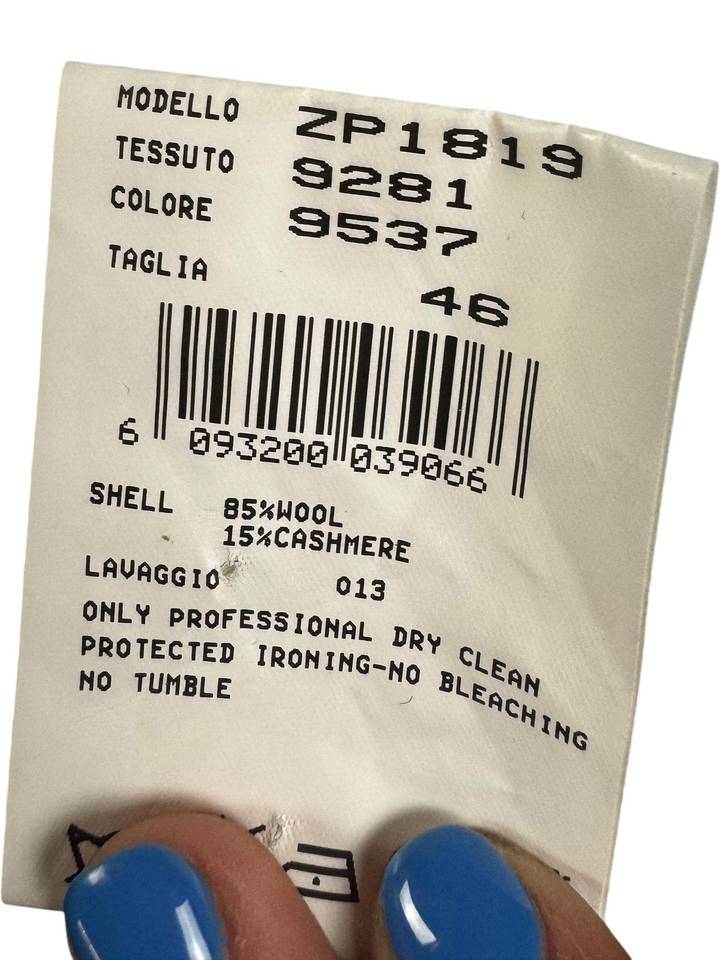 MODELLO ZP1819
TESSUTO 9281
COLORE 9537
TAGLIA 46
6 093200 039066
SHELL 85%WOOL
15%CASHMERE
LAVAGGIO 013
ONLY PROFESSIONAL DRY CLEAN
PROTECTED IRONING-NO BLEACHING
NO TUMBLE